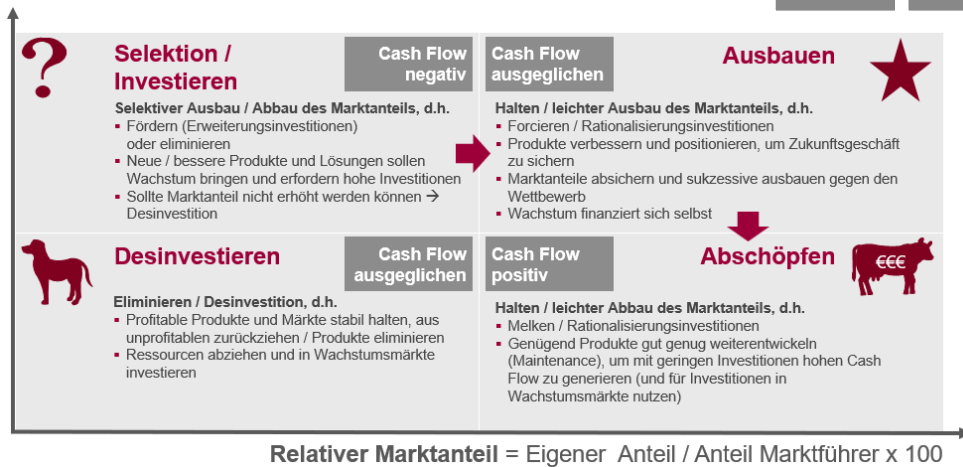 Selektion /
Investieren
Cash Flow
negativ
Selektiver Ausbau / Abbau des Marktanteils, d.h.
▪ Fördern (Erweiterungsinvestitionen)
oder eliminieren
▪ Neue / bessere Produkte und Lösungen sollen
Wachstum bringen und erfordern hohe Investitionen
▪ Sollte Marktanteil nicht erhöht werden können →
Desinvestition
Cash Flow
ausgeglichen
Ausbauen
Halten / leichter Ausbau des Marktanteils, d.h.
▪ Forcieren / Rationalisierungsinvestitionen
▪ Produkte verbessern und positionieren, um Zukunftsgeschäft
zu sichern
▪ Marktanteile absichern und sukzessive ausbauen gegen den
Wettbewerb
▪ Wachstum finanziert sich selbst
Desinvestieren
Cash Flow
ausgeglichen
Eliminieren / Desinvestition, d.h.
▪ Profitable Produkte und Märkte stabil halten, aus
unprofitablen zurückziehen / Produkte eliminieren
▪ Ressourcen abziehen und in Wachstumsmärkte
investieren
Cash Flow
positiv
Abschöpfen
€€€
Halten / leichter Abbau des Marktanteils, d.h.
▪ Melken / Rationalisierungsinvestitionen
▪ Genügend Produkte gut genug weiterentwickeln
(Maintenance), um mit geringen Investitionen hohen Cash
Flow zu generieren (und für Investitionen in
Wachstumsmärkte nutzen)
Relativer Marktanteil = Eigener Anteil / Anteil Marktführer x 100